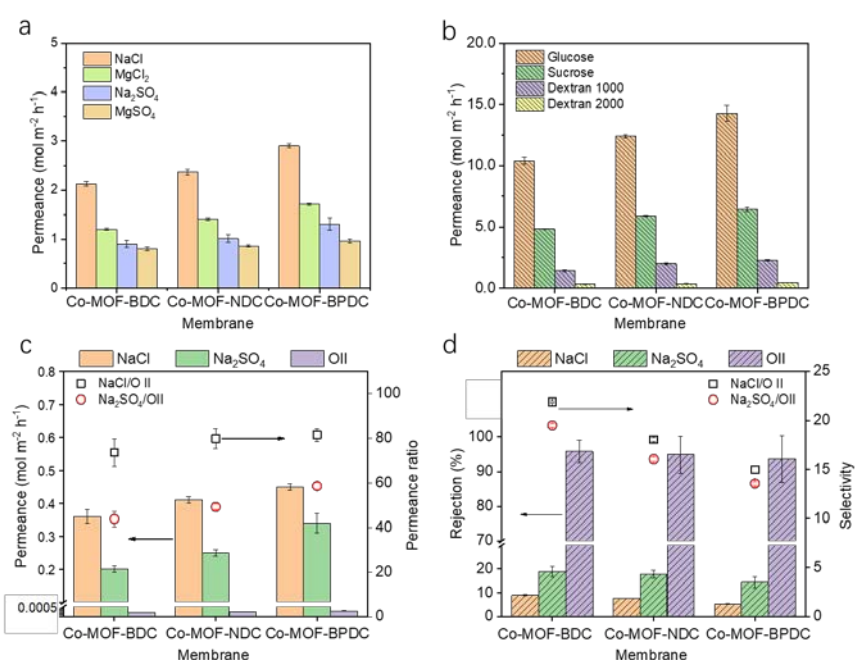 a
5
4
3
2
1
0
Permeance (mol m⁻² h⁻¹)
NaCl
MgCl₂
Na₂SO₄
MgSO₄
Co-MOF-BDC Co-MOF-NDC Co-MOF-BPDC
Membrane
b
20.0
15.0
10.0
5.0
0.0
Permeance (mol m⁻² h⁻¹)
Glucose
Sucrose
Dextran 1000
Dextran 2000
Co-MOF-BDC Co-MOF-NDC Co-MOF-BPDC
Membrane
c
NaCl Na₂SO₄ OII
0.8
0.7
0.6
0.5
0.4
0.3
0.2
0.0005
Permeance (mol m⁻² h⁻¹)
NaCl/O II
Na₂SO₄/OII
100
80
60
40
20
0
Permeance ratio
Co-MOF-BDC Co-MOF-NDC Co-MOF-BPDC
Membrane
d
NaCl Na₂SO₄ OII
100
90
80
70
20
10
0
Rejection (%)
NaCl/O II
Na₂SO₄/OII
25
20
15
10
5
0
Selectivity
Co-MOF-BDC Co-MOF-NDC Co-MOF-BPDC
Membrane